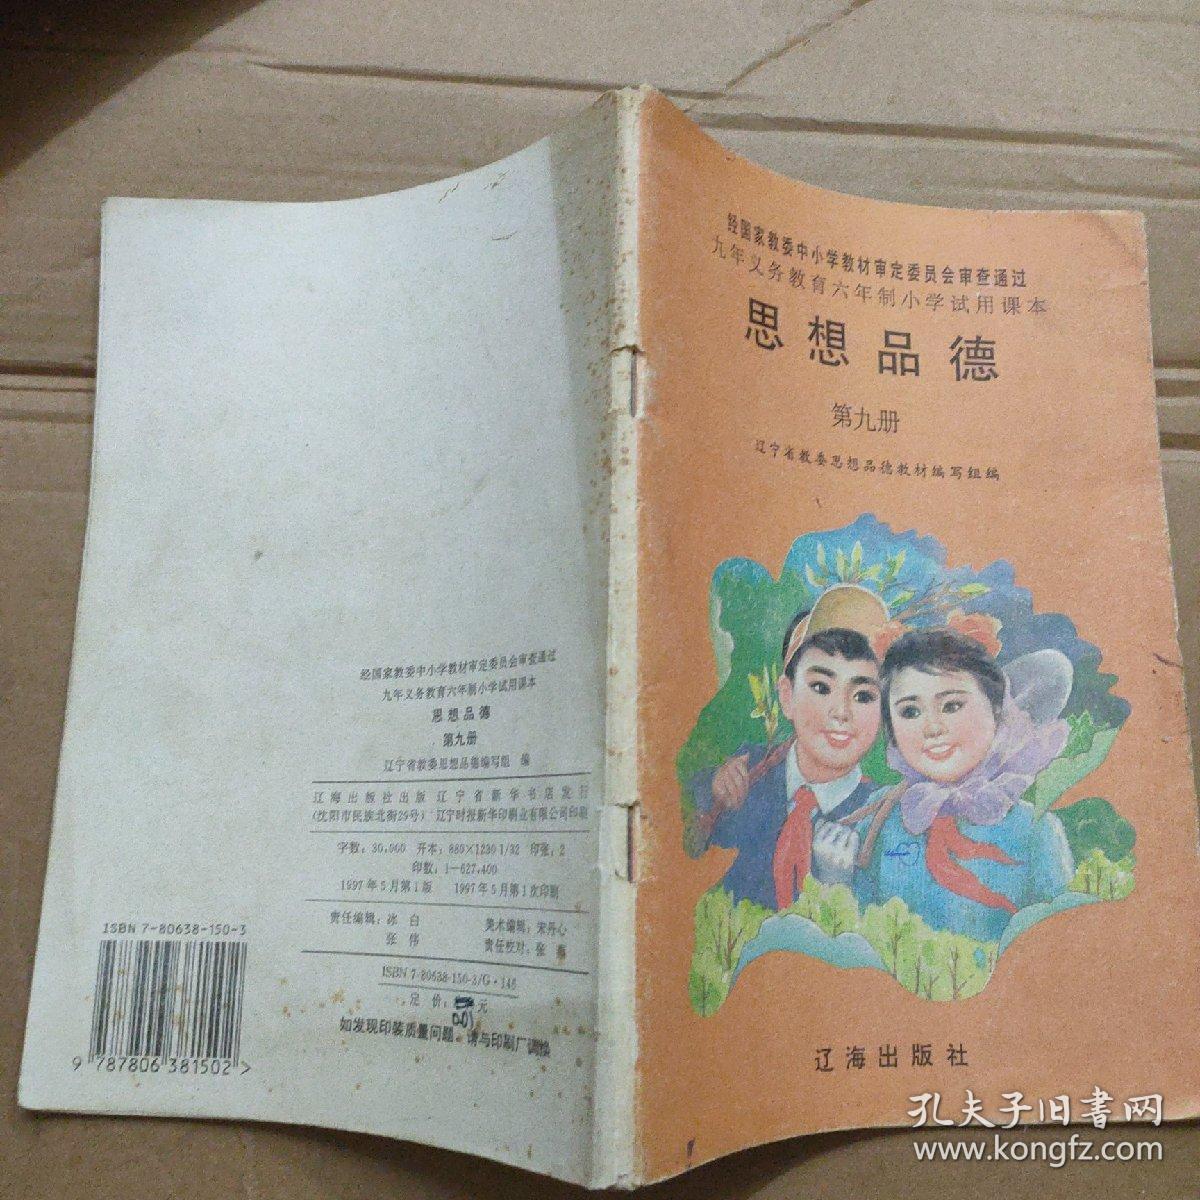 经国家教委中小学教材审定委员会审查通过
九年义务教育六年制小学试用课本
思想品德
第九册
辽宁省教委思想品德教材编写组编
辽海出版社
经国家教委中小学教材审定委员会审查通过
九年义务教育六年制小学试用课本
思想品德
第九册
辽宁省教委思想品德编写组 编
辽海出版社出版 辽宁省新华书店发行
(沈阳市民族北街29号) 辽宁时报新华印刷业有限公司印刷
字数：30,000 开本：880×1230 1/32 印张：2
印数：1—627,400
1997年5月第1版 1997年5月第1次印刷
责任编辑：冰 白 美术编辑：宋丹心
张 伟 责任校对：张
ISBN 7-80638-150-3/G·146
定 价： 元
如发现印装质量问题，请与印刷厂调换
ISBN 7-80638-150-3
9 787806 381502 >
孔夫子旧书网
www.kongfz.com